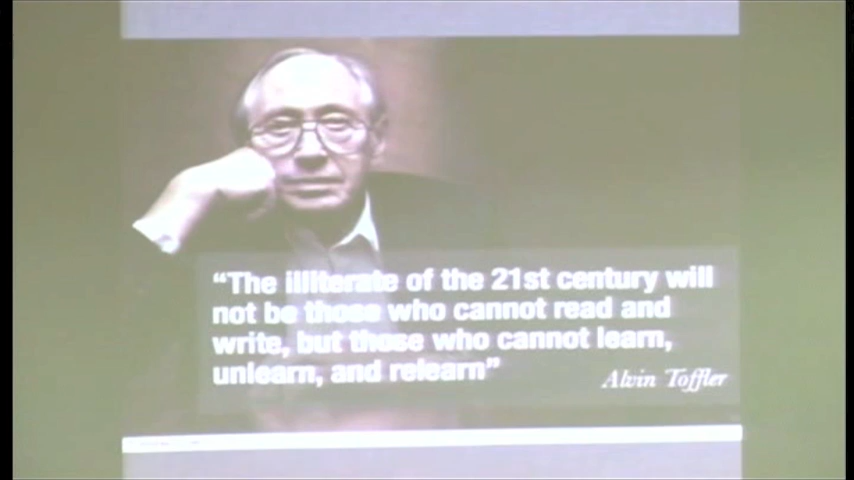 “The illiterate of the 21st century will
not be those who cannot read and
write, but those who cannot learn,
unlearn, and relearn”
Alvin Toffler